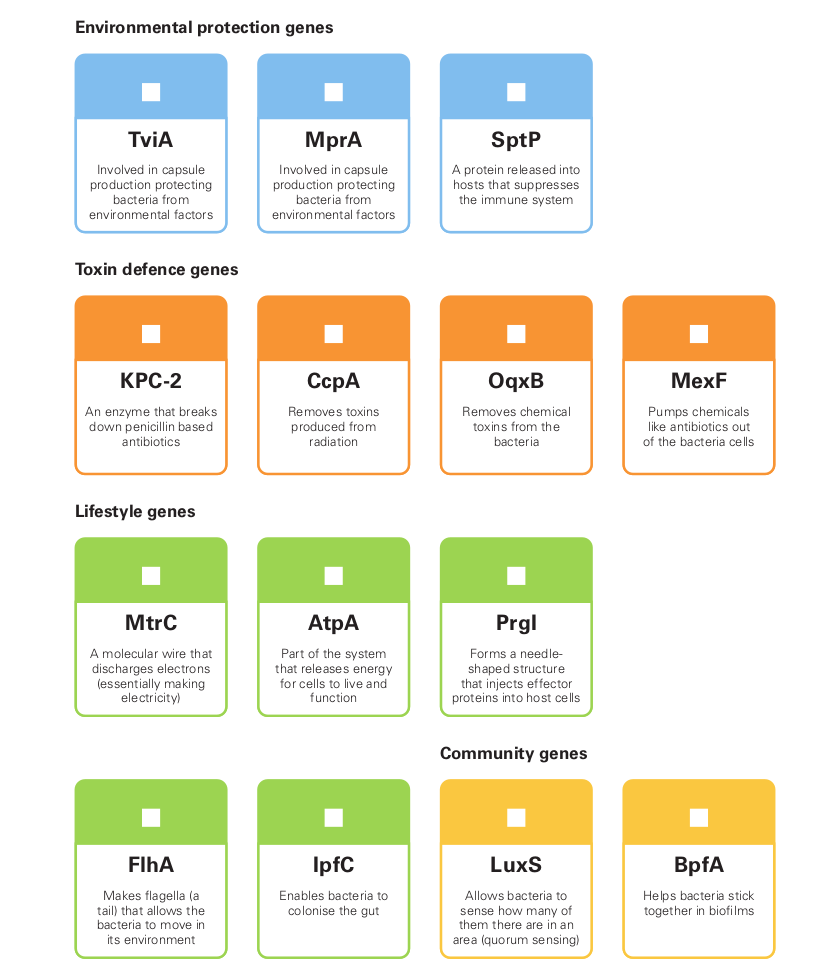 Environmental protection genes
TviA
Involved in capsule
production protecting
bacteria from
environmental factors
MprA
Involved in capsule
production protecting
bacteria from
environmental factors
SptP
A protein released into
hosts that suppresses
the immune system
Toxin defence genes
KPC-2
An enzyme that breaks
down penicillin based
antibiotics
CcpA
Removes toxins
produced from
radiation
OqxB
Removes chemical
toxins from the
bacteria
MexF
Pumps chemicals
like antibiotics out
of the bacteria cells
Lifestyle genes
MtrC
A molecular wire that
discharges electrons
(essentially making
electricity)
AtpA
Part of the system
that releases energy
for cells to live and
function
PrgI
Forms a needle-
shaped structure
that injects effector
proteins into host cells
FlhA
Makes flagella (a
tail) that allows the
bacteria to move in
its environment
IpfC
Enables bacteria to
colonise the gut
Community genes
LuxS
Allows bacteria to
sense how many of
them there are in an
area (quorum sensing)
BpfA
Helps bacteria stick
together in biofilms